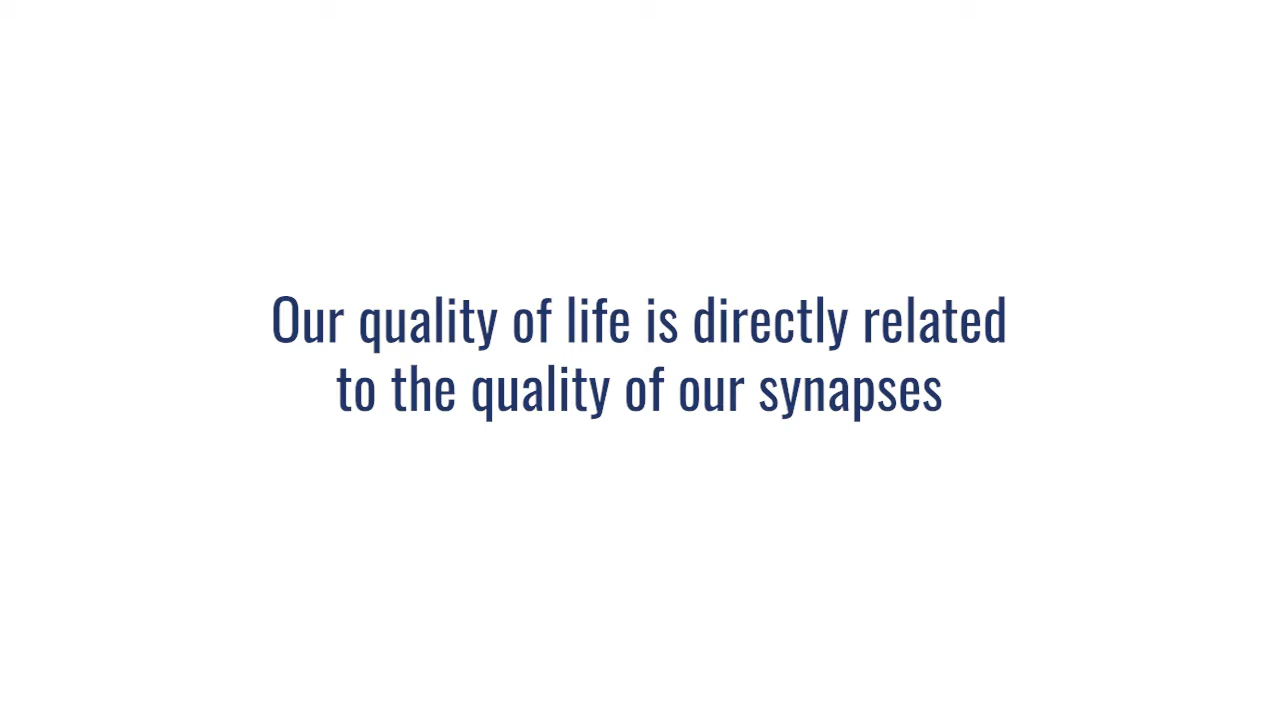 Our quality of life is directly related
to the quality of our synapses